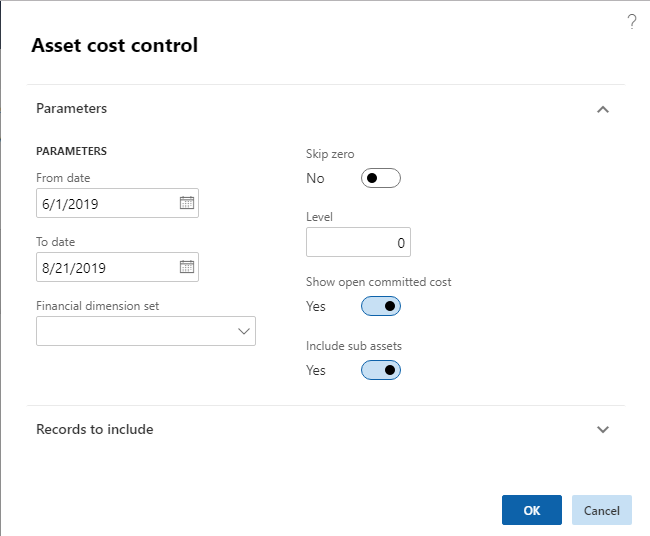 ?
Asset cost control
Parameters
PARAMETERS
From date
6/1/2019
To date
8/21/2019
Financial dimension set
Skip zero
No
Level
0
Show open committed cost
Yes
Include sub assets
Yes
Records to include
OK
Cancel